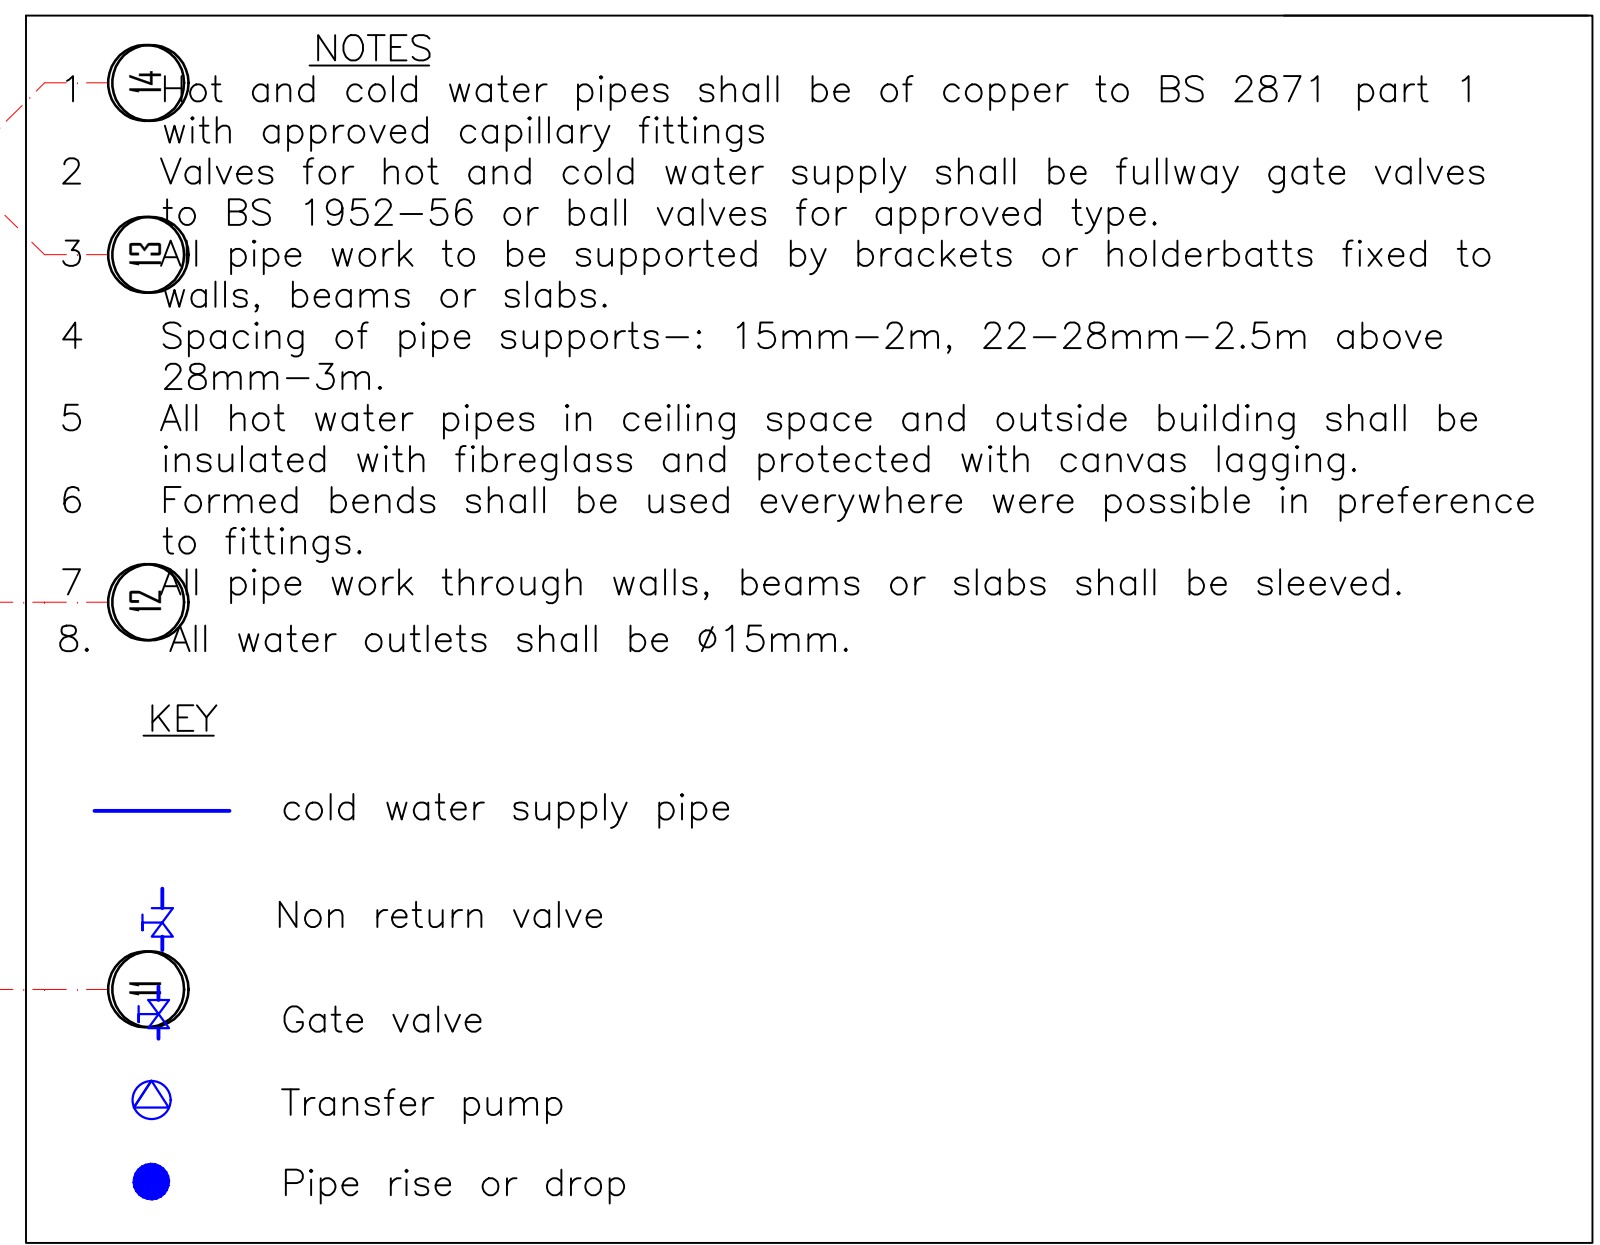 NOTES
1 Hot and cold water pipes shall be of copper to BS 2871 part 1
with approved capillary fittings
2 Valves for hot and cold water supply shall be fullway gate valves
to BS 1952-56 or ball valves for approved type.
3 All pipe work to be supported by brackets or holderbatts fixed to
walls, beams or slabs.
4 Spacing of pipe supports-: 15mm-2m, 22-28mm-2.5m above
28mm-3m.
5 All hot water pipes in ceiling space and outside building shall be
insulated with fibreglass and protected with canvas lagging.
6 Formed bends shall be used everywhere were possible in preference
to fittings.
7 All pipe work through walls, beams or slabs shall be sleeved.
8. All water outlets shall be ø15mm.
KEY
cold water supply pipe
Non return valve
Gate valve
Transfer pump
Pipe rise or drop
14
13
12
11